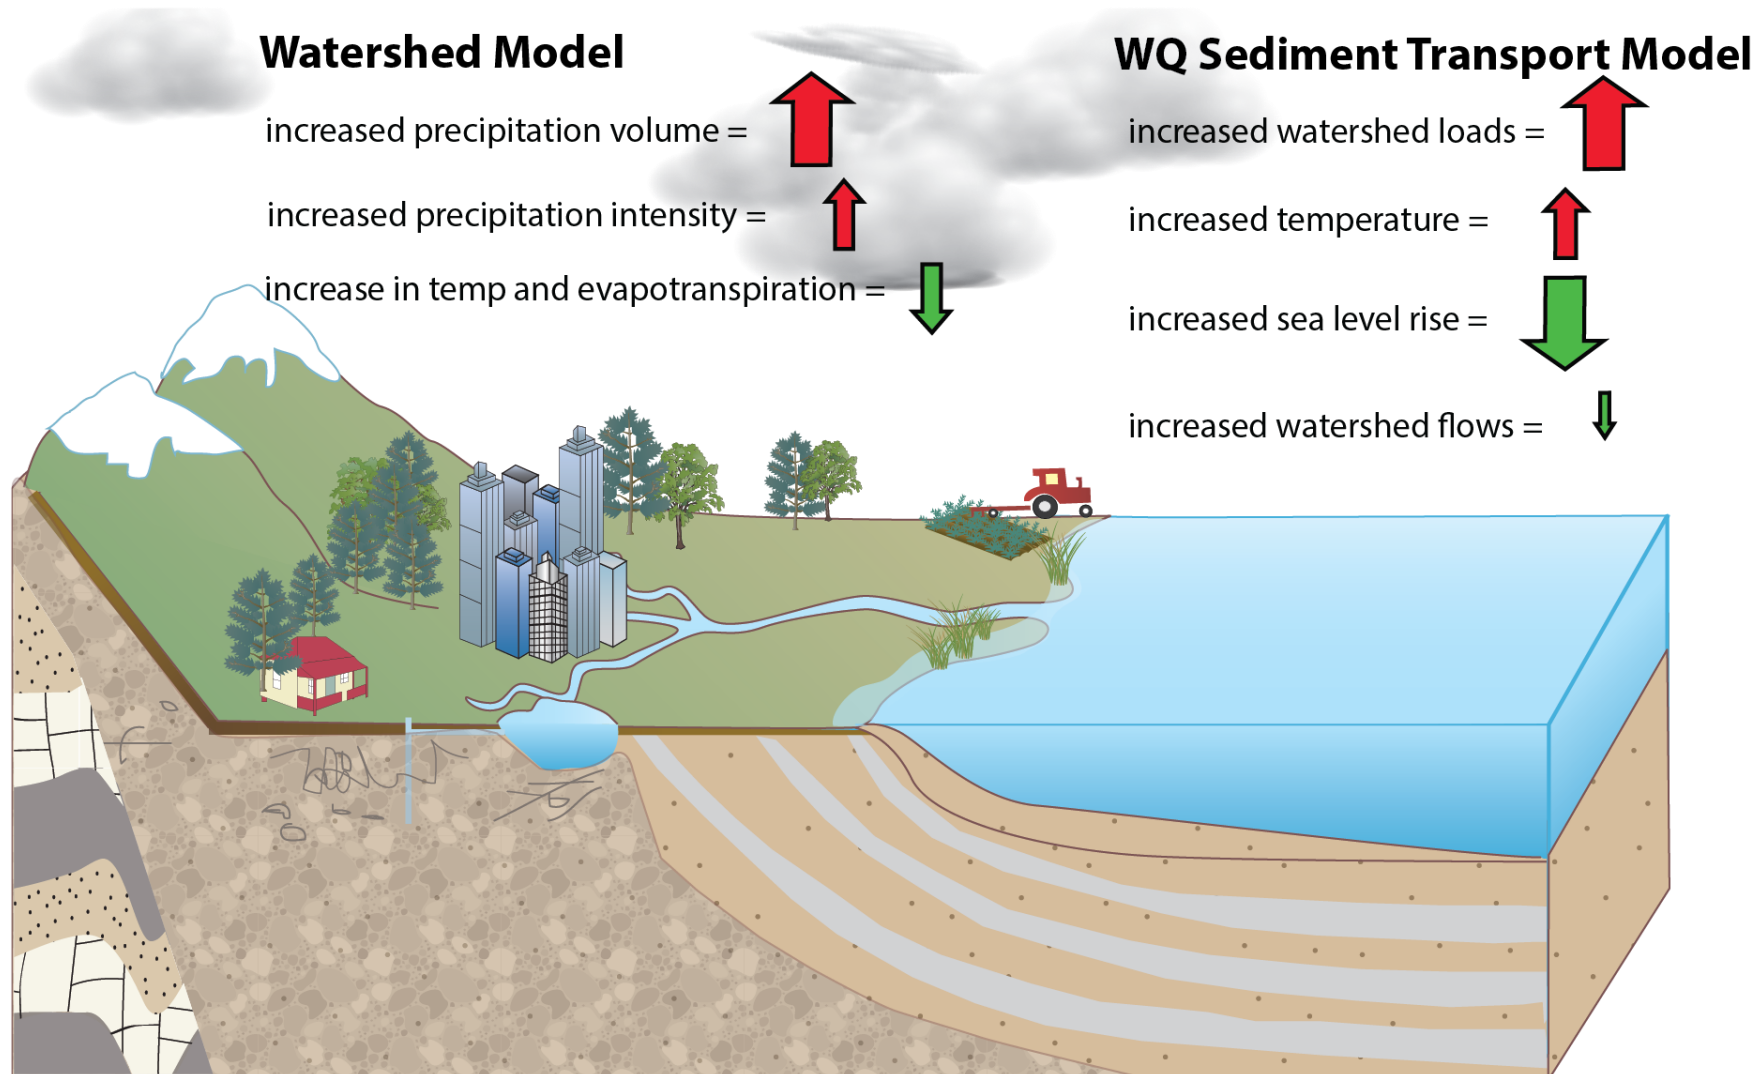 Watershed Model
increased precipitation volume =
increased precipitation intensity =
increase in temp and evapotranspiration =
WQ Sediment Transport Model
increased watershed loads =
increased temperature =
increased sea level rise =
increased watershed flows =